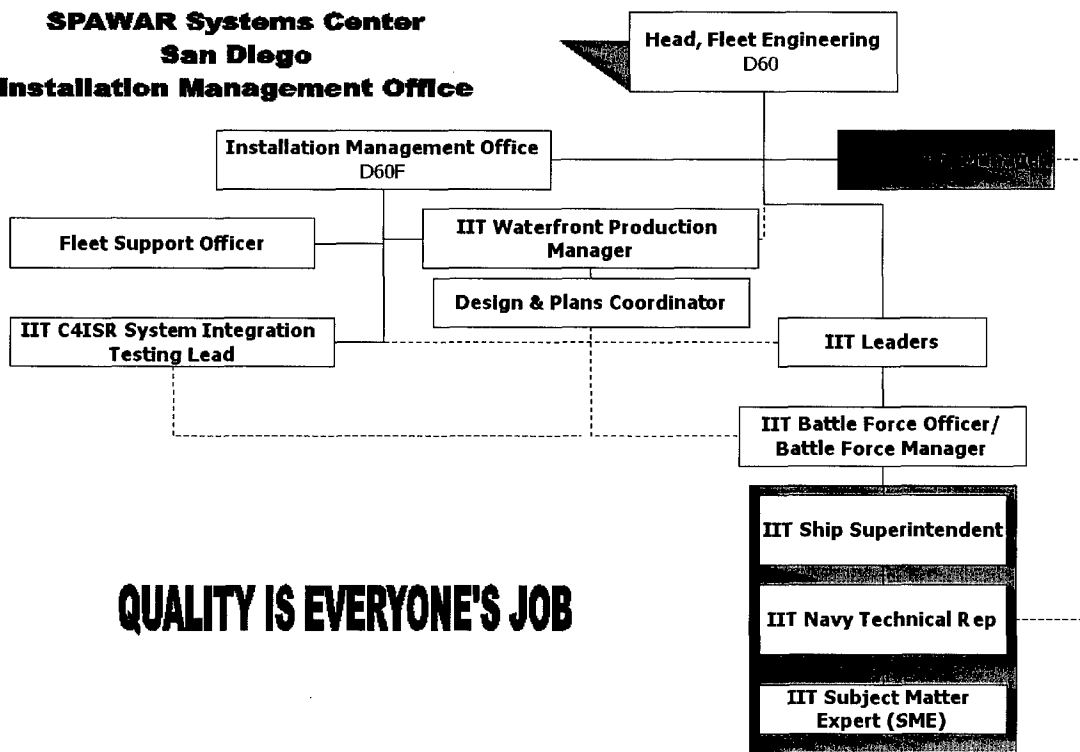 SPAWAR Systems Center
San Diego
Installation Management Office
Head, Fleet Engineering
D60
Installation Management Office
D60F
Fleet Support Officer
IIT Waterfront Production
Manager
Design & Plans Coordinator
IIT C4ISR System Integration
Testing Lead
IIT Leaders
IIT Battle Force Officer/
Battle Force Manager
IIT Ship Superintendent
IIT Navy Technical Rep
IIT Subject Matter
Expert (SME)
QUALITY IS EVERYONE'S JOB